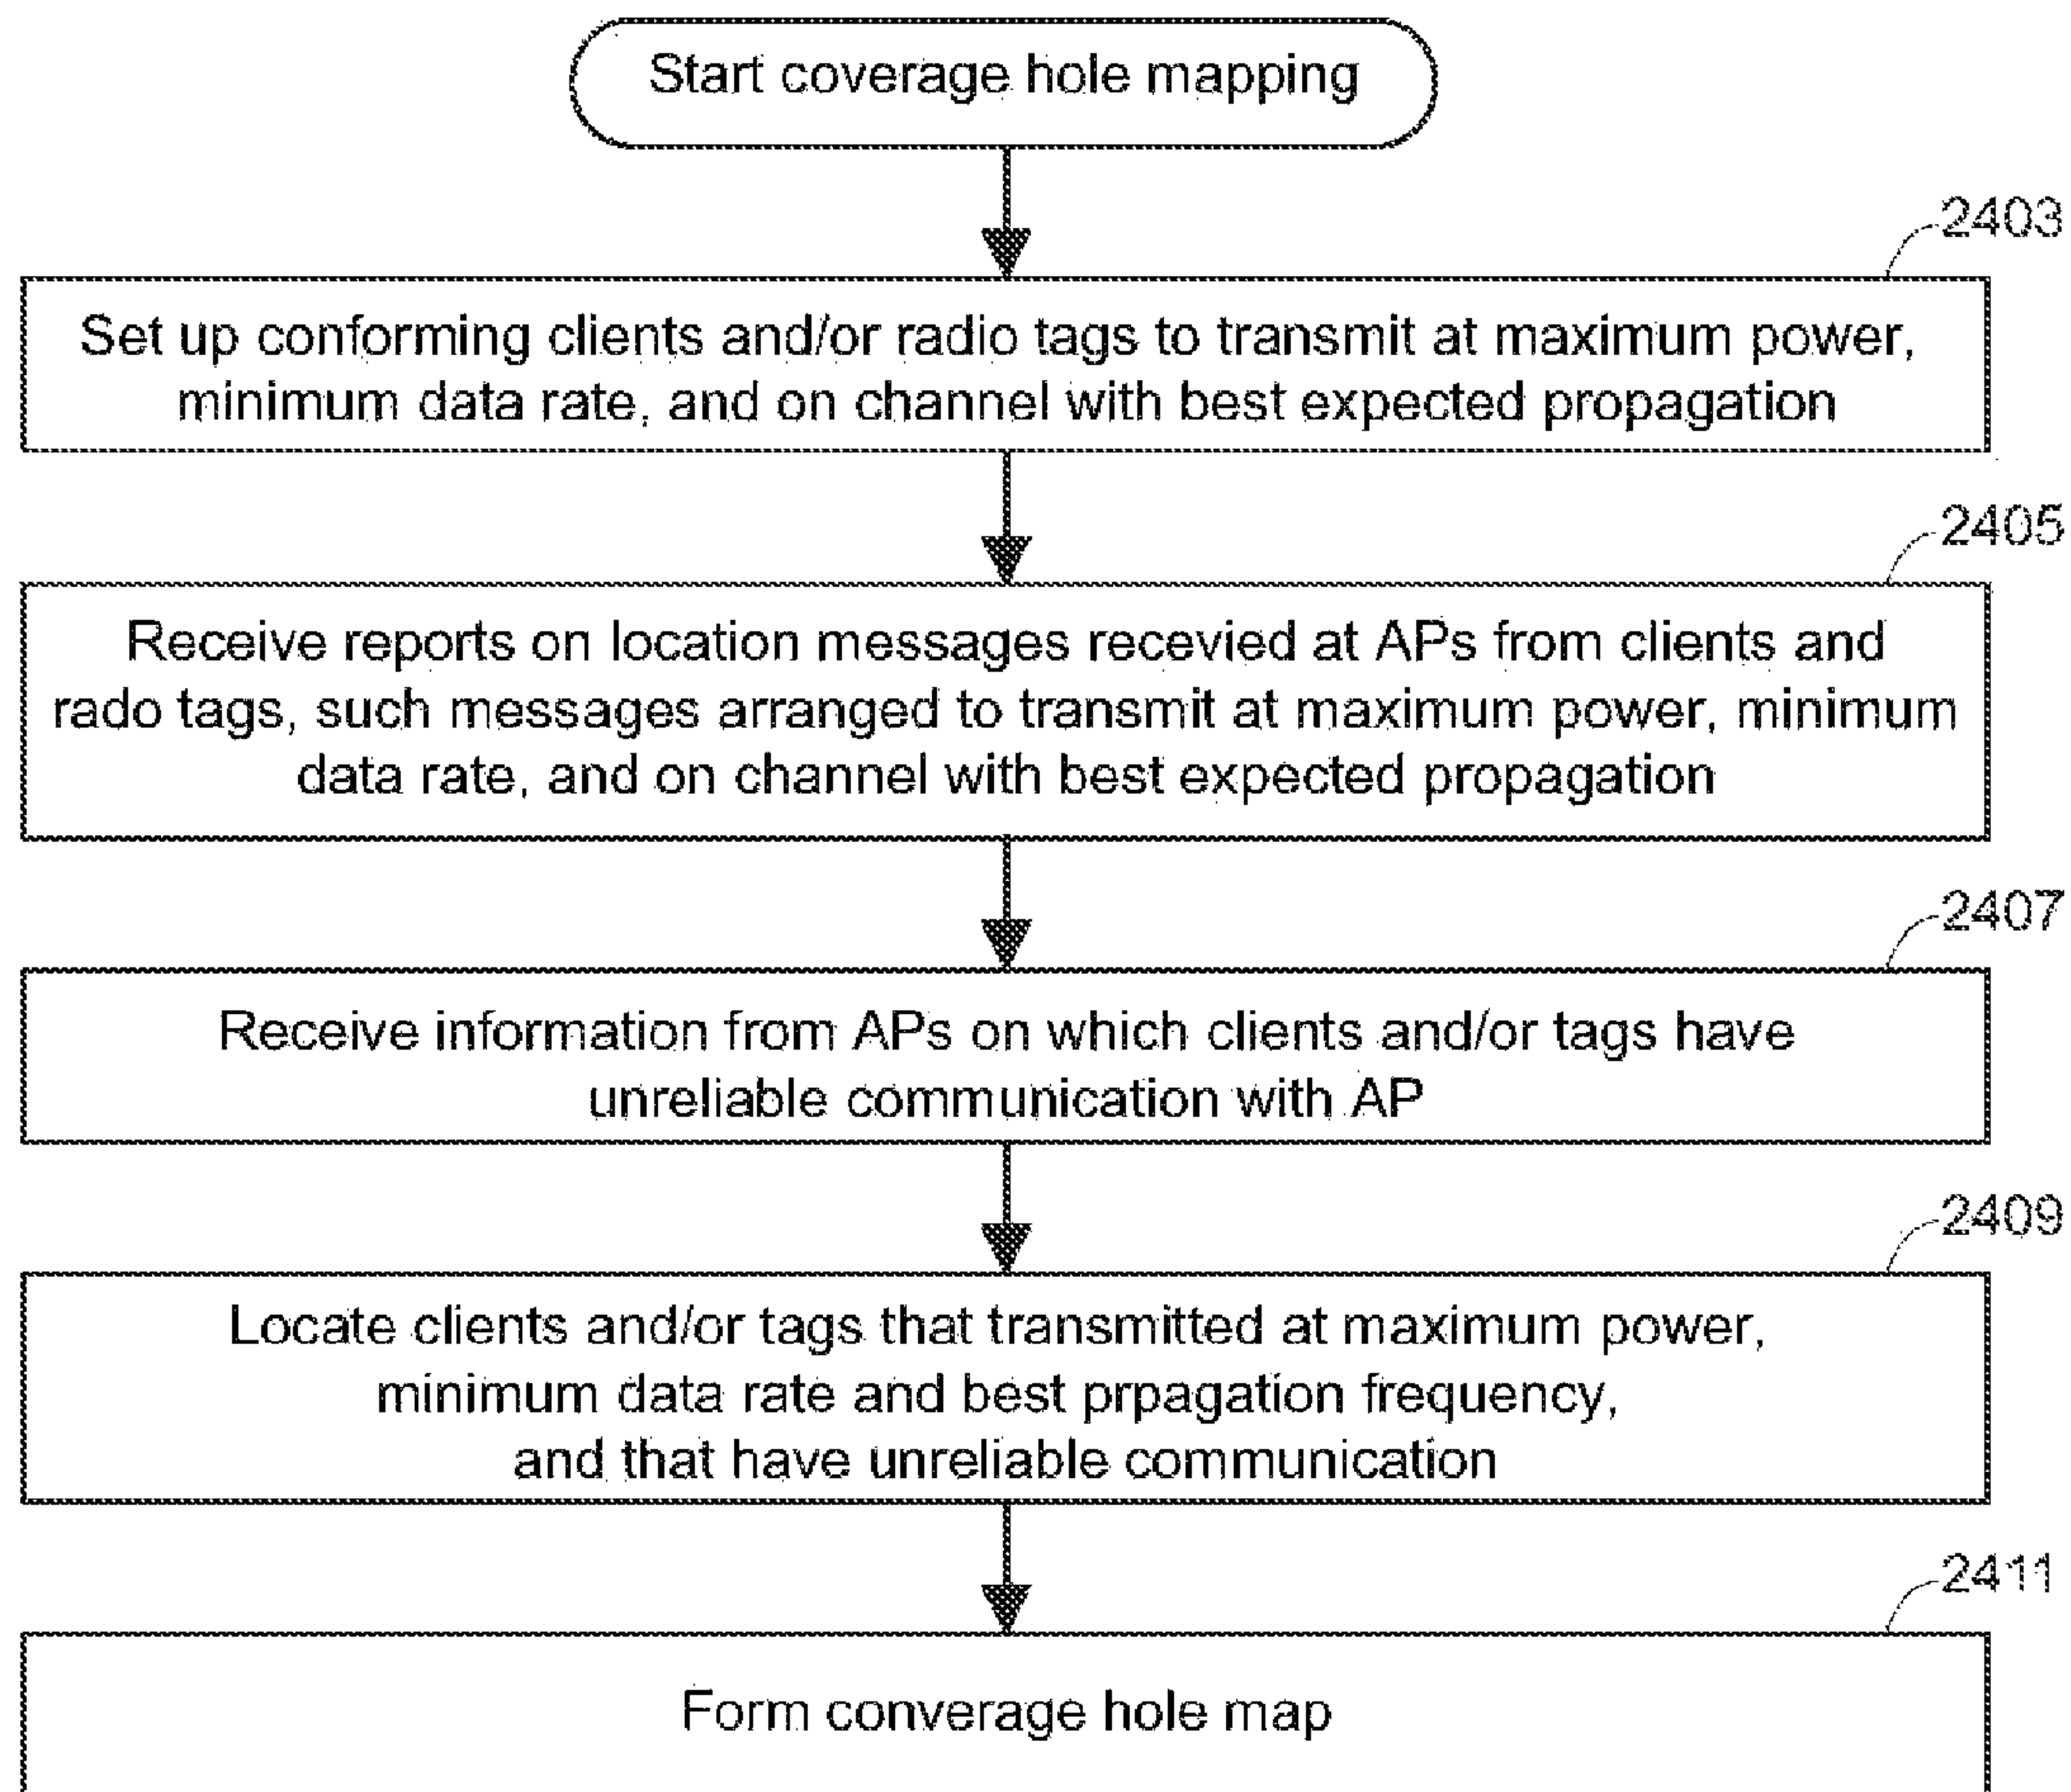 Start coverage hole mapping
2403
Set up conforming clients and/or radio tags to transmit at maximum power,
minimum data rate, and on channel with best expected propagation
2405
Receive reports on location messages recevied at APs from clients and
rado tags, such messages arranged to transmit at maximum power, minimum
data rate, and on channel with best expected propagation
2407
Receive information from APs on which clients and/or tags have
unreliable communication with AP
2409
Locate clients and/or tags that transmitted at maximum power,
minimum data rate and best prpagation frequency,
and that have unreliable communication
2411
Form converage hole map